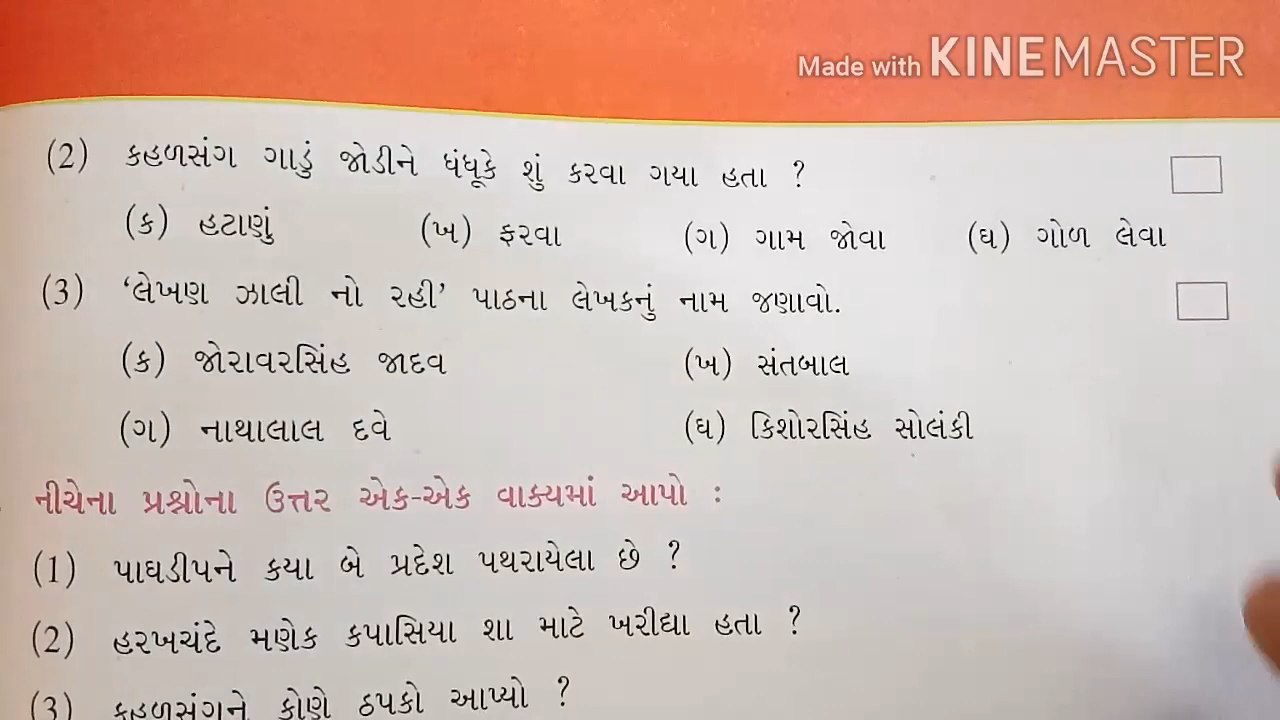 Made with KINEMASTER
(2) કહળસંગ ગાડું જોડીને ધંધૂકે શું કરવા ગયા હતા ?
(ક) હટાણું (ખ) ફરવા (ગ) ગામ જોવા (ઘ) ગોળ લેવા
(3) ‘લેખણ ઝાલી નો રહી’ પાઠના લેખકનું નામ જણાવો.
(ક) જોરાવરસિંહ જાદવ (ખ) સંતબાલ
(ગ) નાથાલાલ દવે (ઘ) કિશોરસિંહ સોલંકી
નીચેના પ્રશ્નોના ઉત્તર એક-એક વાક્યમાં આપો :
(1) પાઘડીપને કયા બે પ્રદેશ પથરાયેલા છે ?
(2) હરખચંદે મણેક કપાસિયા શા માટે ખરીદ્યા હતા ?
(3) કહળસંગને કોણે ઠપકો આપ્યો ?